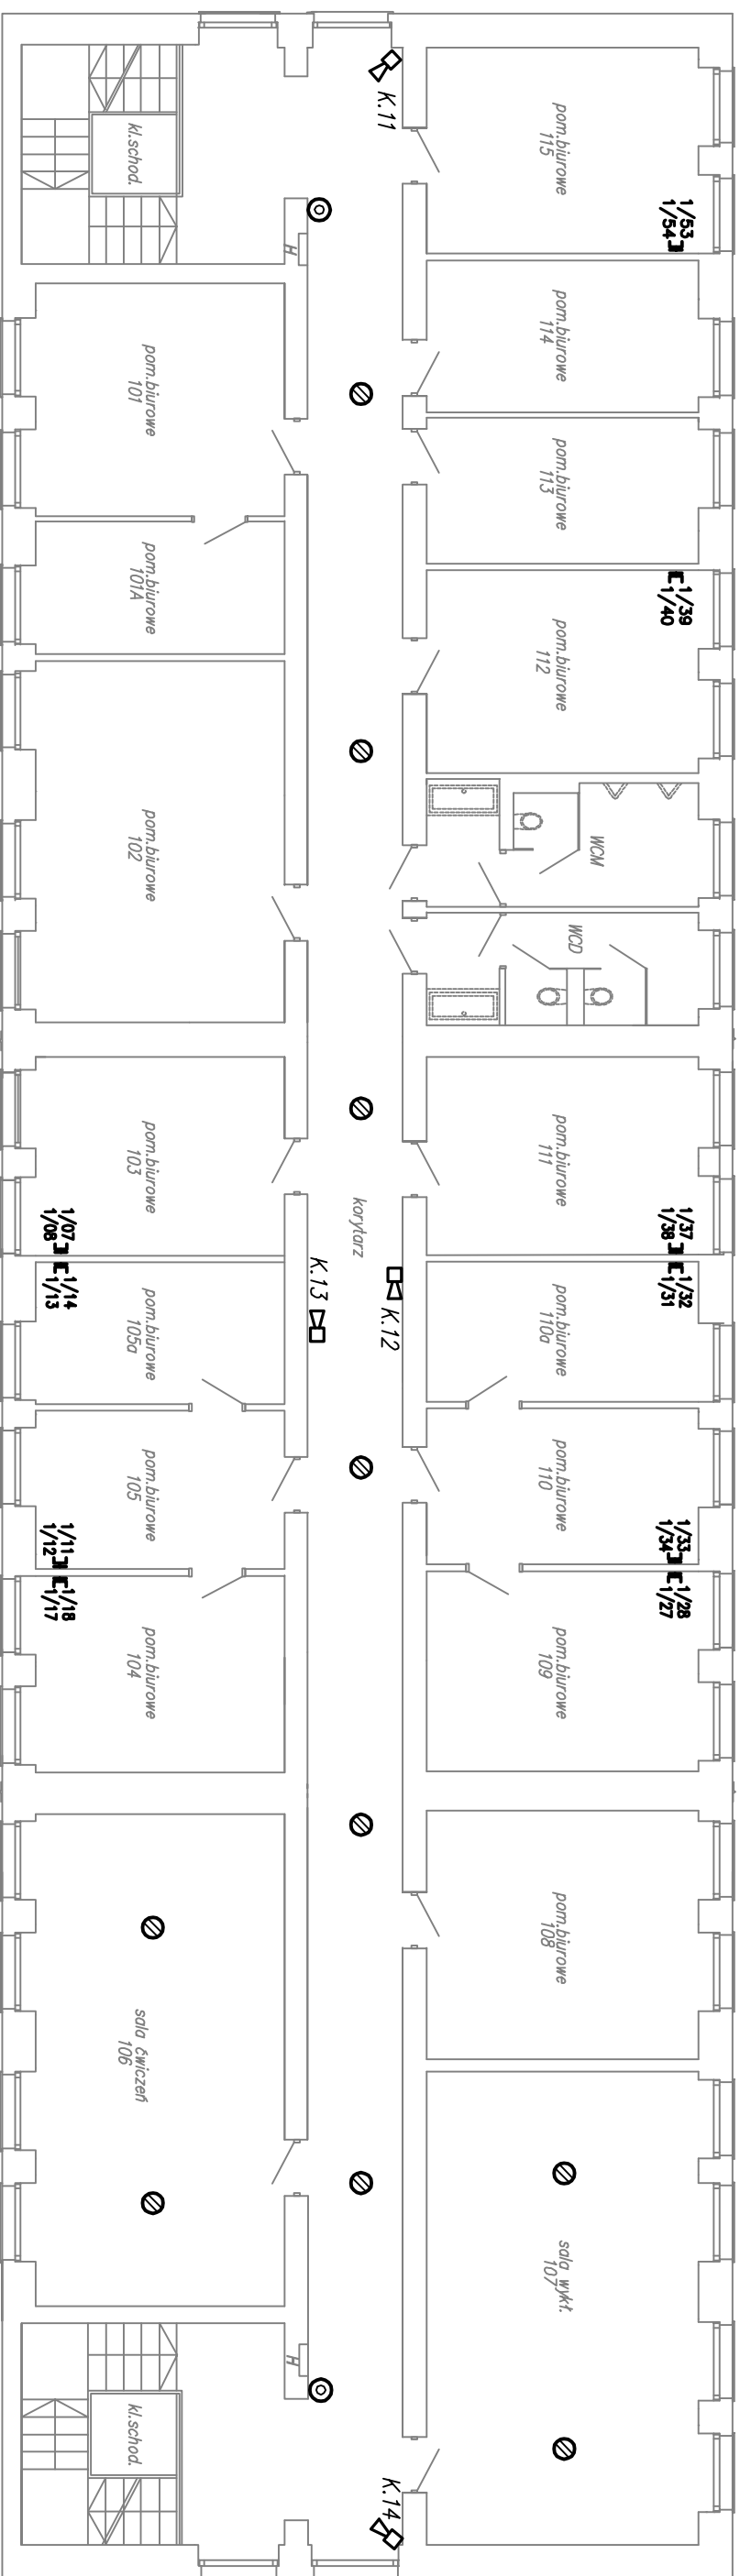 K.11
pom.biurowe
115
1/53
1/54
kl.schod.
H
pom.biurowe
114
pom.biurowe
101
pom.biurowe
113
pom.biurowe
101A
1/39
1/40
pom.biurowe
112
pom.biurowe
102
WCM
WCD
pom.biurowe
103
pom.biurowe
111
1/07
1/08
1/37
1/38
korytarz
K.13
K.12
1/14
1/13
1/32
1/31
pom.biurowe
105a
pom.biurowe
110a
pom.biurowe
105
pom.biurowe
110
1/11
1/12
1/33
1/34
1/18
1/17
1/28
1/27
pom.biurowe
104
pom.biurowe
109
pom.biurowe
108
sala ćwiczeń
106
sala wykł.
107
H
kl.schod.
K.14